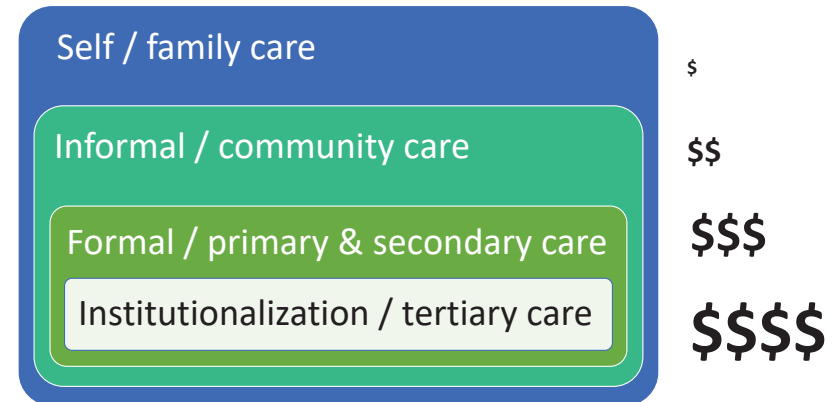 Self / family care
$
Informal / community care
$$
Formal / primary & secondary care
$$$
Institutionalization / tertiary care
$$$$